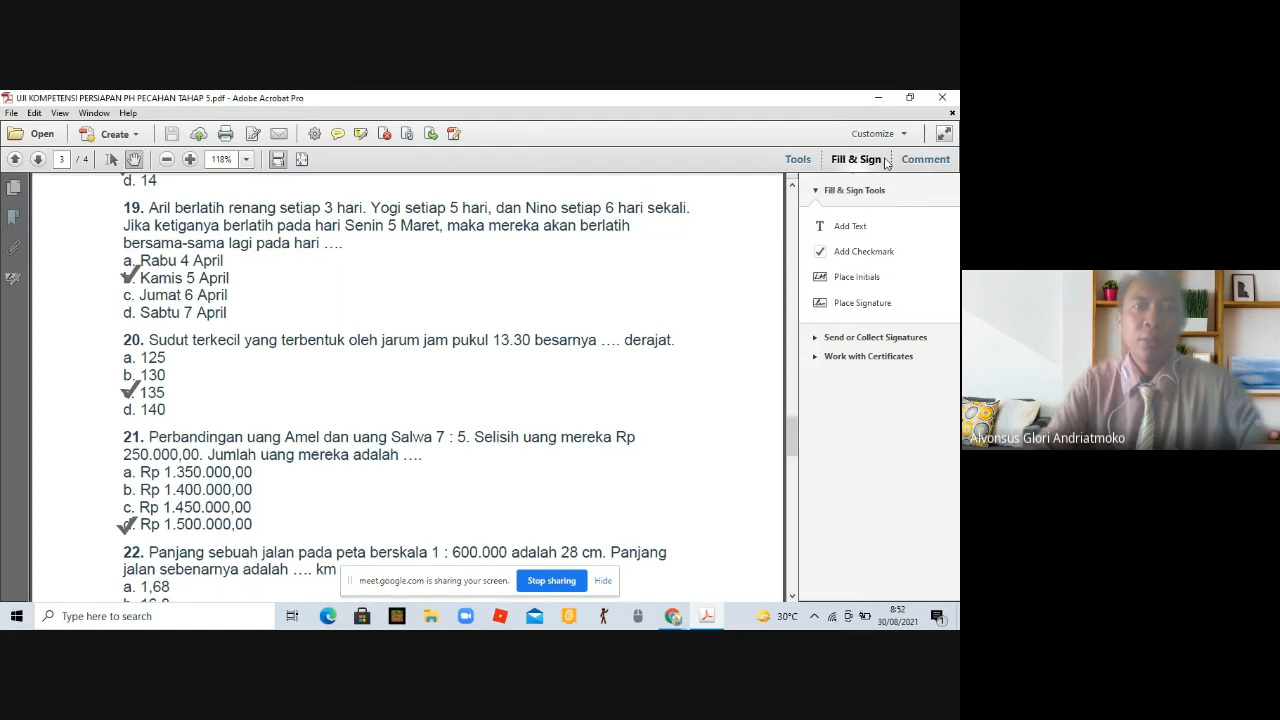 UJI KOMPETENSI PERSIAPAN PH PECAHAN TAHAP 5.pdf - Adobe Acrobat Pro
File Edit View Window Help
Open Create Customize
3 / 4 118% Tools Fill & Sign Comment
d. 14
19. Aril berlatih renang setiap 3 hari. Yogi setiap 5 hari, dan Nino setiap 6 hari sekali.
Jika ketiganya berlatih pada hari Senin 5 Maret, maka mereka akan berlatih
bersama-sama lagi pada hari ....
a. Rabu 4 April
Kamis 5 April
c. Jumat 6 April
d. Sabtu 7 April
20. Sudut terkecil yang terbentuk oleh jarum jam pukul 13.30 besarnya .... derajat.
a. 125
b. 130
135
d. 140
21. Perbandingan uang Amel dan uang Salwa 7 : 5. Selisih uang mereka Rp
250.000,00. Jumlah uang mereka adalah ....
a. Rp 1.350.000,00
b. Rp 1.400.000,00
c. Rp 1.450.000,00
d. Rp 1.500.000,00
22. Panjang sebuah jalan pada peta berskala 1 : 600.000 adalah 28 cm. Panjang
jalan sebenarnya adalah .... km
a. 1,68
Fill & Sign Tools
Add Text
Add Checkmark
Place Initials
Place Signature
Send or Collect Signatures
Work with Certificates
meet.google.com is sharing your screen. Stop sharing Hide
Type here to search
30°C
8:52
30/08/2021
Alvonsus Glori Andriatmoko